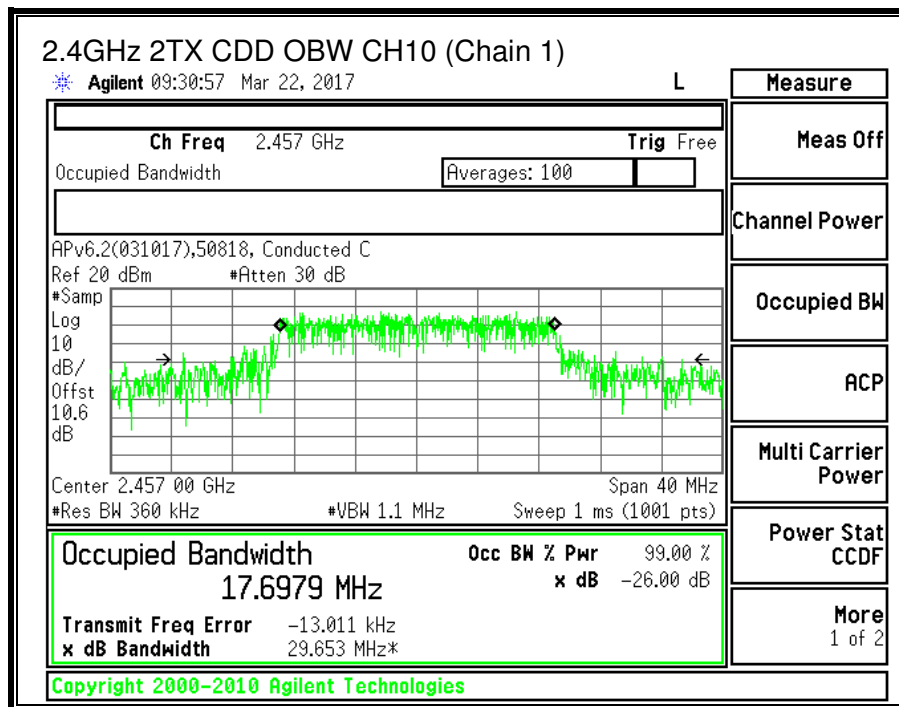 2.4GHz 2TX CDD OBW CH10 (Chain 1)
Agilent 09:30:57 Mar 22, 2017 L
Measure
Ch Freq 2.457 GHz Trig Free
Meas Off
Occupied Bandwidth Averages: 100
Channel Power
APv6.2(031017),50818, Conducted C
Ref 20 dBm #Atten 30 dB
#Samp
Log
10
dB/
Offst
10.6
dB
Occupied BW
ACP
Multi Carrier
Power
Center 2.457 00 GHz Span 40 MHz
#Res BW 360 kHz #VBW 1.1 MHz Sweep 1 ms (1001 pts)
Power Stat
CCDF
Occupied Bandwidth Occ BW % Pwr 99.00 %
17.6979 MHz x dB -26.00 dB
Transmit Freq Error -13.011 kHz
x dB Bandwidth 29.653 MHz*
More
1 of 2
Copyright 2000-2010 Agilent Technologies